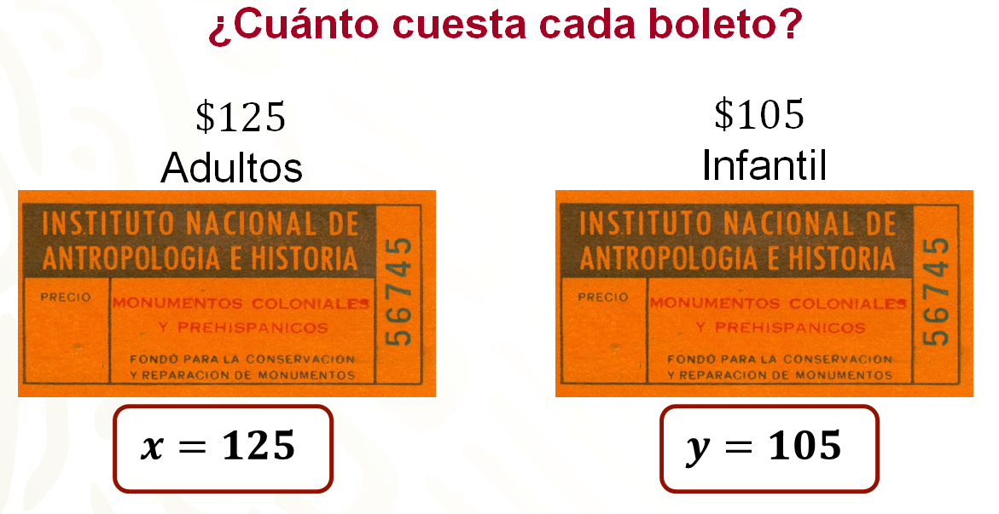 ¿Cuánto cuesta cada boleto?
$125
Adultos
INSTITUTO NACIONAL DE
ANTROPOLOGIA E HISTORIA
PRECIO
MONUMENTOS COLONIALES
Y PREHISPANICOS
FONDO PARA LA CONSERVACION
Y REPARACION DE MONUMENTOS
56745
x = 125
$105
Infantil
INSTITUTO NACIONAL DE
ANTROPOLOGIA E HISTORIA
PRECIO
MONUMENTOS COLONIALES
Y PREHISPANICOS
FONDO PARA LA CONSERVACION
Y REPARACION DE MONUMENTOS
56745
y = 105